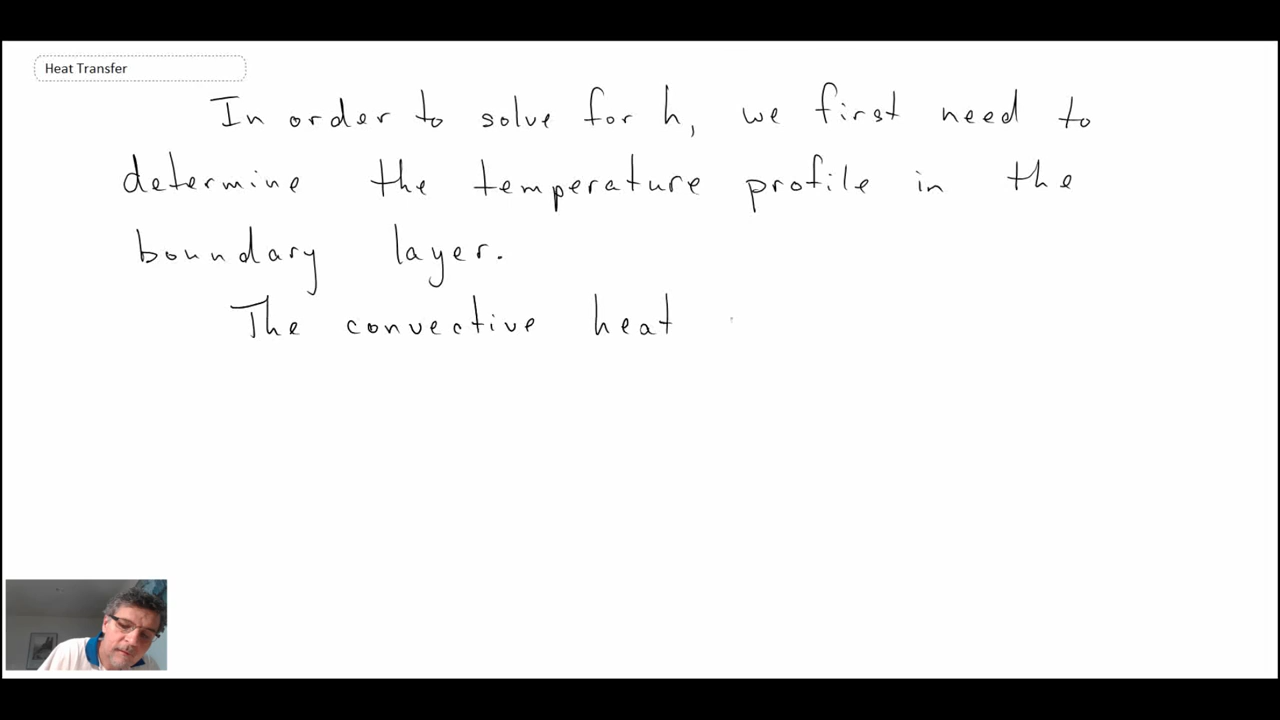 Heat Transfer
In order to solve for h, we first need to
determine the temperature profile in the
boundary layer.
The convective heat